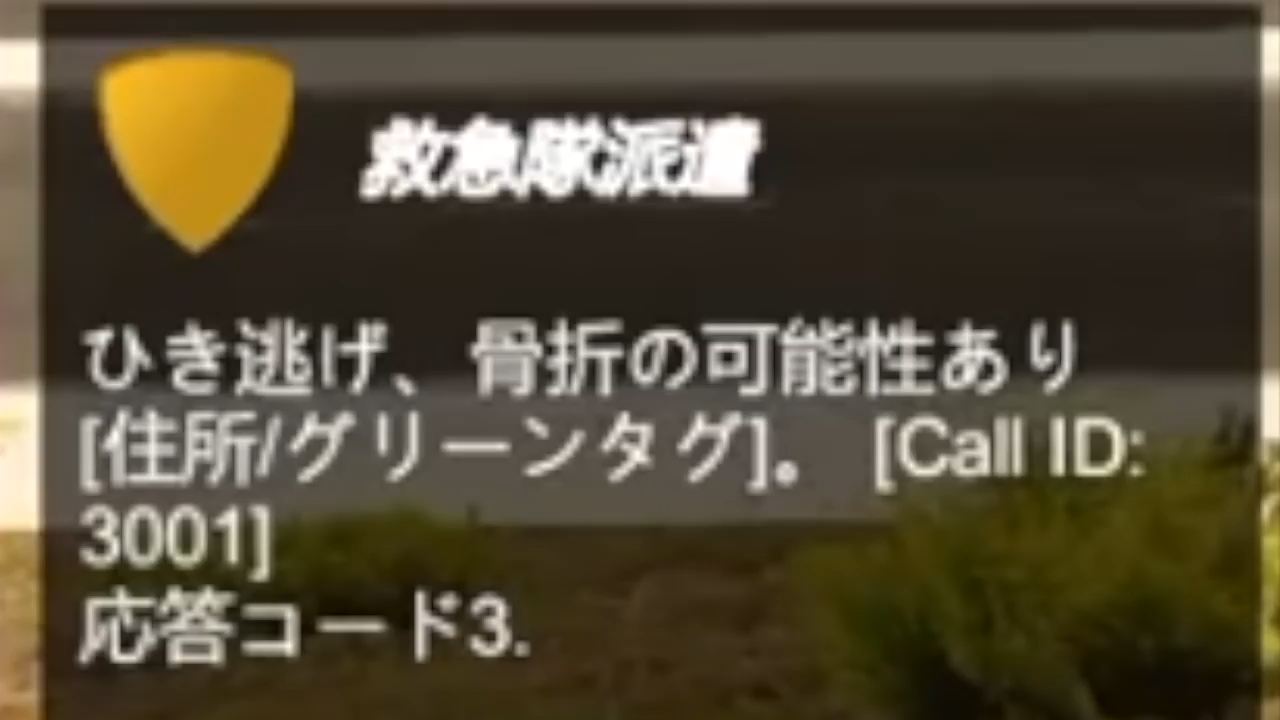 救急隊派遣
ひき逃げ、骨折の可能性あり
[住所/グリーンタグ]。 [Call ID:
3001]
応答コード3.